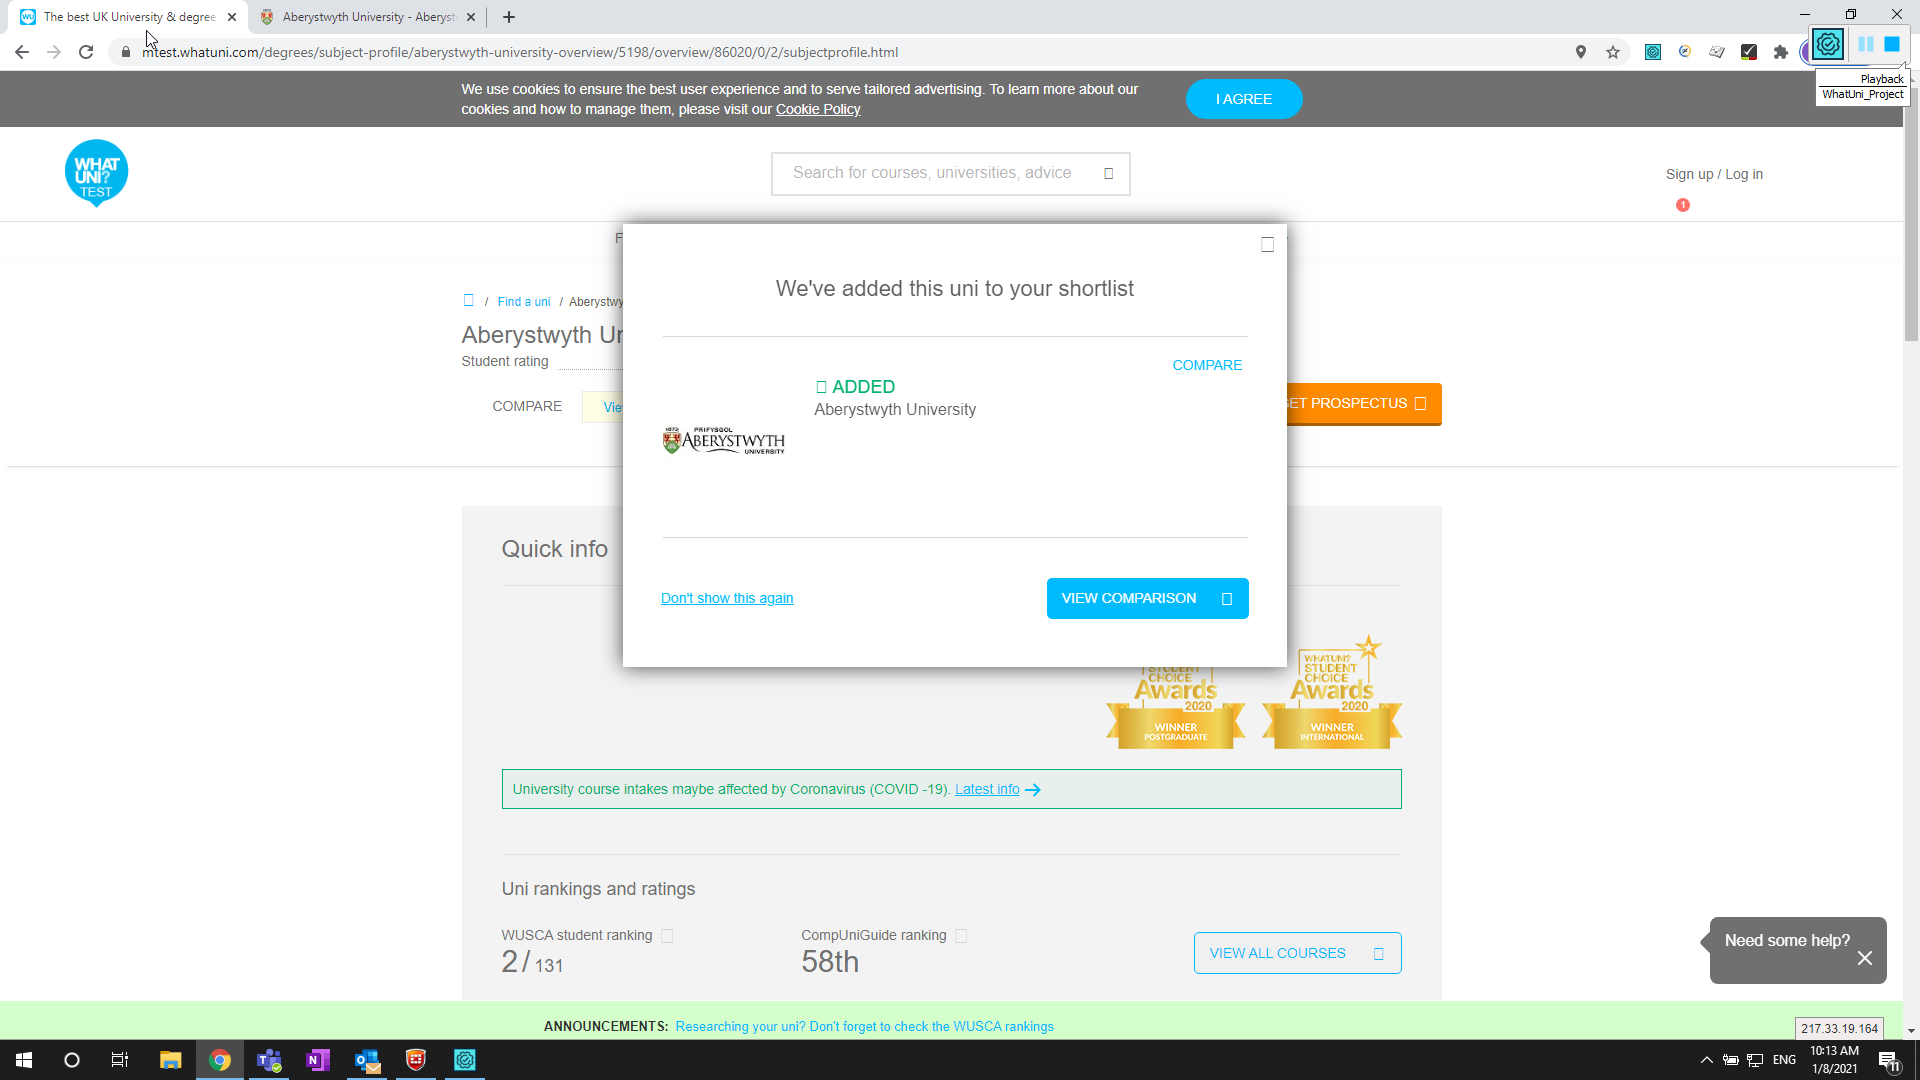 The best UK University & degree
Aberystwyth University - Aberyst
mtest.whatuni.com/degrees/subject-profile/aberystwyth-university-overview/5198/overview/86020/0/2/subjectprofile.html
Playback
WhatUni_Project
We use cookies to ensure the best user experience and to serve tailored advertising. To learn more about our
cookies and how to manage them, please visit our Cookie Policy
I AGREE
WHAT
UNI?
TEST
Search for courses, universities, advice
Sign up / Log in
1
F
We've added this uni to your shortlist
/ Find a uni / Aberystwy
Aberystwyth Ur
Student rating
COMPARE
ADDED
Aberystwyth University
COMPARE
Vie
GET PROSPECTUS
1872 PRIFYSGOL
ABERYSTWYTH
UNIVERSITY
Quick info
Don't show this again
VIEW COMPARISON
STUDENT
CHOICE
Awards
2020
WINNER
POSTGRADUATE
WHATUNI?
STUDENT
CHOICE
Awards
2020
WINNER
INTERNATIONAL
University course intakes maybe affected by Coronavirus (COVID -19). Latest info
Uni rankings and ratings
WUSCA student ranking
2 / 131
CompUniGuide ranking
58th
VIEW ALL COURSES
Need some help?
ANNOUNCEMENTS: Researching your uni? Don't forget to check the WUSCA rankings
217.33.19.164
ENG
10:13 AM
1/8/2021
11